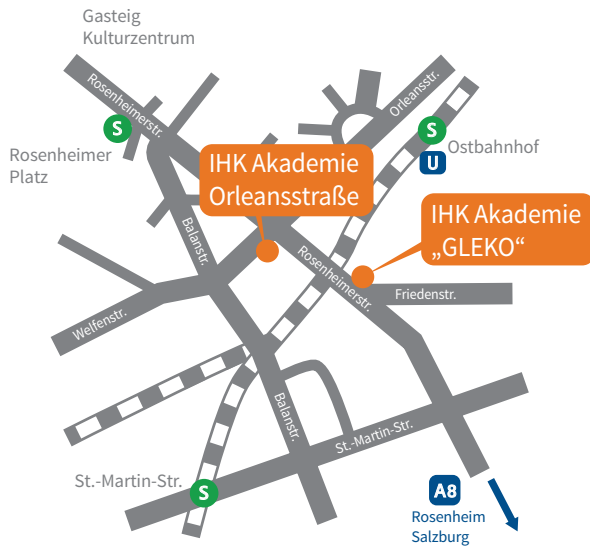 Gasteig
Kulturzentrum
Rosenheimerstr.
Orleansstr.
S
S
Ostbahnhof
U
Rosenheimer
Platz
IHK Akademie
Orleansstraße
IHK Akademie
„GLEKO“
Balanstr.
Rosenheimerstr.
Friedenstr.
Welfenstr.
Balanstr.
St.-Martin-Str.
St.-Martin-Str.
S
A8
Rosenheim
Salzburg